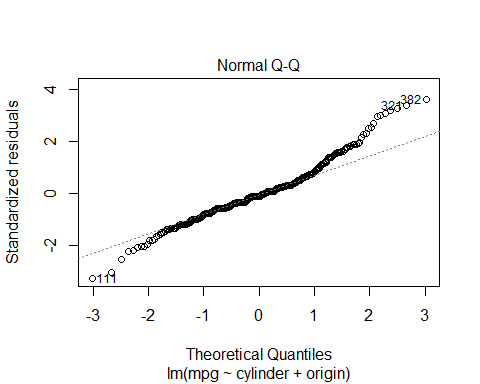 Normal Q-Q
Standardized residuals
4
2
0
-2
321
382
111
-3 -2 -1 0 1 2 3
Theoretical Quantiles
lm(mpg ~ cylinder + origin)